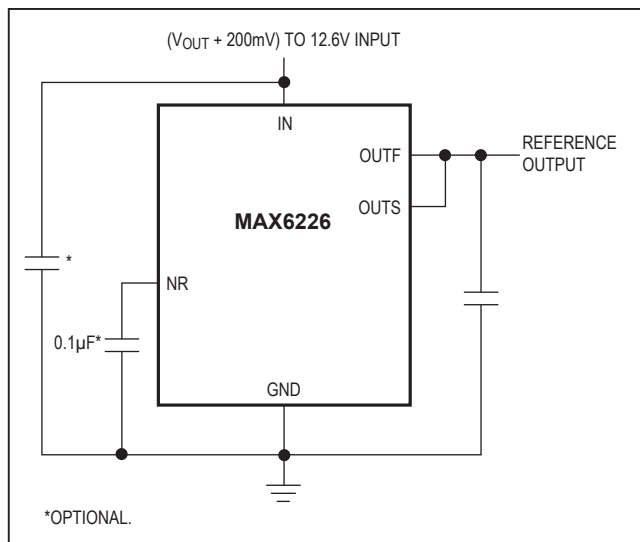 (VOUT + 200mV) TO 12.6V INPUT
IN
OUTF
REFERENCE
OUTPUT
OUTS
MAX6226
*
NR
0.1µF*
GND
*OPTIONAL.